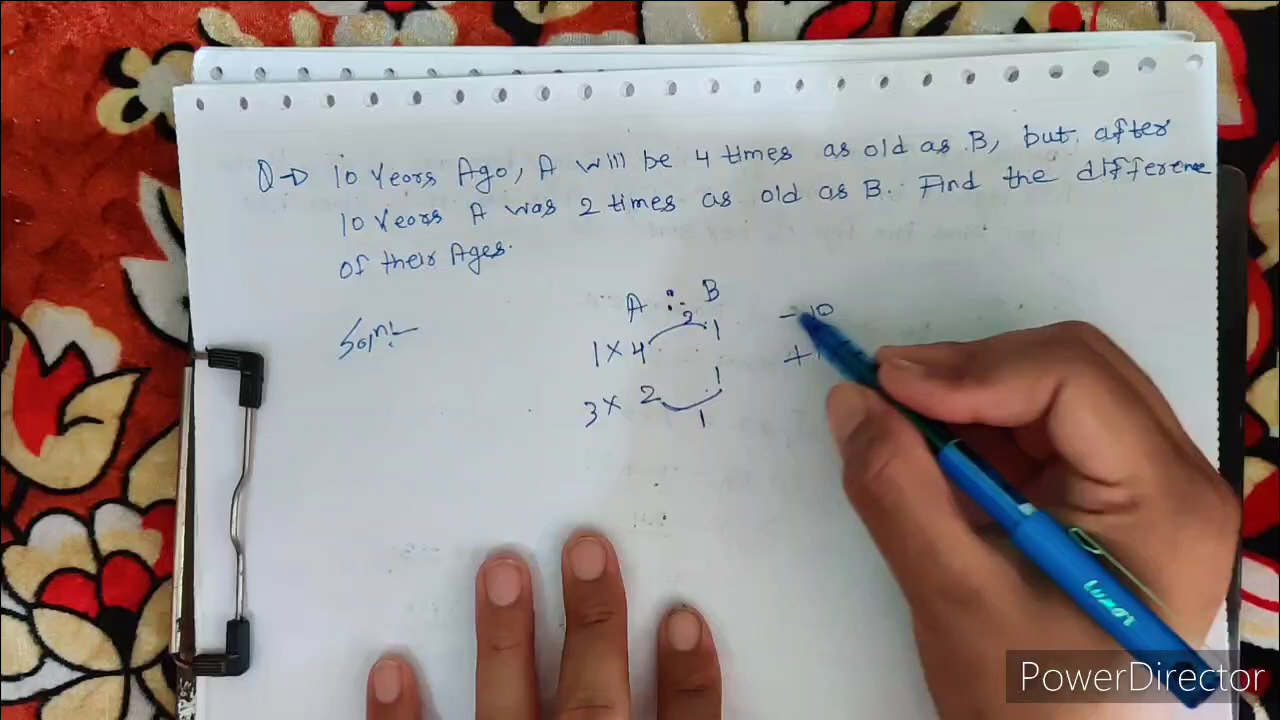 Q→ 10 Years Ago, A will be 4 times as old as B, but after
10 Years A was 2 times as old as B. Find the difference
of their Ages.
Soln:-
A : B
2
1 × 4 1
-10
1
3 × 2
1
Luxor
PowerDirector